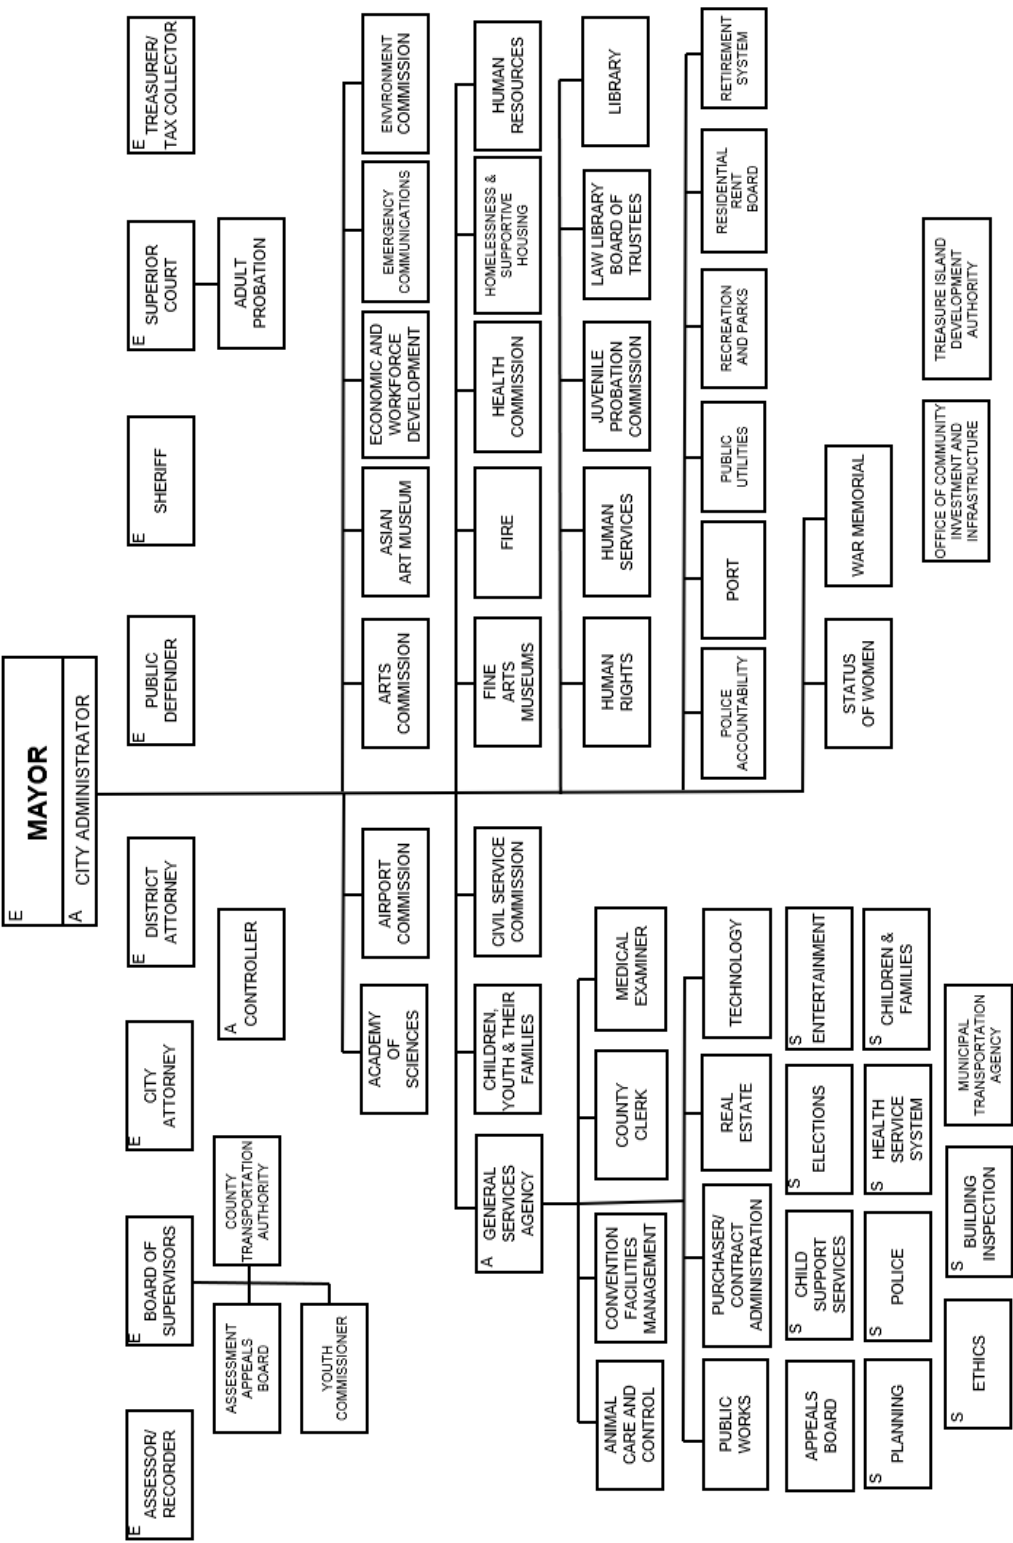 E
MAYOR
A
CITY ADMINISTRATOR
E
ASSESSOR/
RECORDER
E
BOARD OF
SUPERVISORS
E
CITY
ATTORNEY
E
DISTRICT
ATTORNEY
E
PUBLIC
DEFENDER
E
SHERIFF
E
SUPERIOR
COURT
E
TREASURER/
TAX COLLECTOR
ASSESSMENT
APPEALS
BOARD
COUNTY
TRANSPORTATION
AUTHORITY
A
CONTROLLER
ADULT
PROBATION
YOUTH
COMMISSIONER
ACADEMY
OF
SCIENCES
AIRPORT
COMMISSION
ARTS
COMMISSION
ASIAN
ART MUSEUM
ECONOMIC AND
WORKFORCE
DEVELOPMENT
EMERGENCY
COMMUNICATIONS
ENVIRONMENT
COMMISSION
A
GENERAL
SERVICES
AGENCY
CHILDREN,
YOUTH & THEIR
FAMILIES
CIVIL SERVICE
COMMISSION
FINE
ARTS
MUSEUMS
FIRE
HEALTH
COMMISSION
HOMELESSNESS &
SUPPORTIVE
HOUSING
HUMAN
RESOURCES
HUMAN
RIGHTS
HUMAN
SERVICES
JUVENILE
PROBATION
COMMISSION
LAW LIBRARY
BOARD OF
TRUSTEES
LIBRARY
ANIMAL
CARE AND
CONTROL
CONVENTION
FACILITIES
MANAGEMENT
COUNTY
CLERK
MEDICAL
EXAMINER
POLICE
ACCOUNTABILITY
PORT
PUBLIC
UTILITIES
RECREATION
AND PARKS
RESIDENTIAL
RENT
BOARD
RETIREMENT
SYSTEM
PUBLIC
WORKS
PURCHASER/
CONTRACT
ADMINISTRATION
REAL
ESTATE
TECHNOLOGY
STATUS
OF WOMEN
WAR MEMORIAL
APPEALS
BOARD
S
CHILD
SUPPORT
SERVICES
S
ELECTIONS
S
ENTERTAINMENT
S
PLANNING
S
POLICE
S
HEALTH
SERVICE
SYSTEM
S
CHILDREN &
FAMILIES
S
ETHICS
S
BUILDING
INSPECTION
MUNICIPAL
TRANSPORTATION
AGENCY
OFFICE OF COMMUNITY
INVESTMENT AND
INFRASTRUCTURE
TREASURE ISLAND
DEVELOPMENT
AUTHORITY